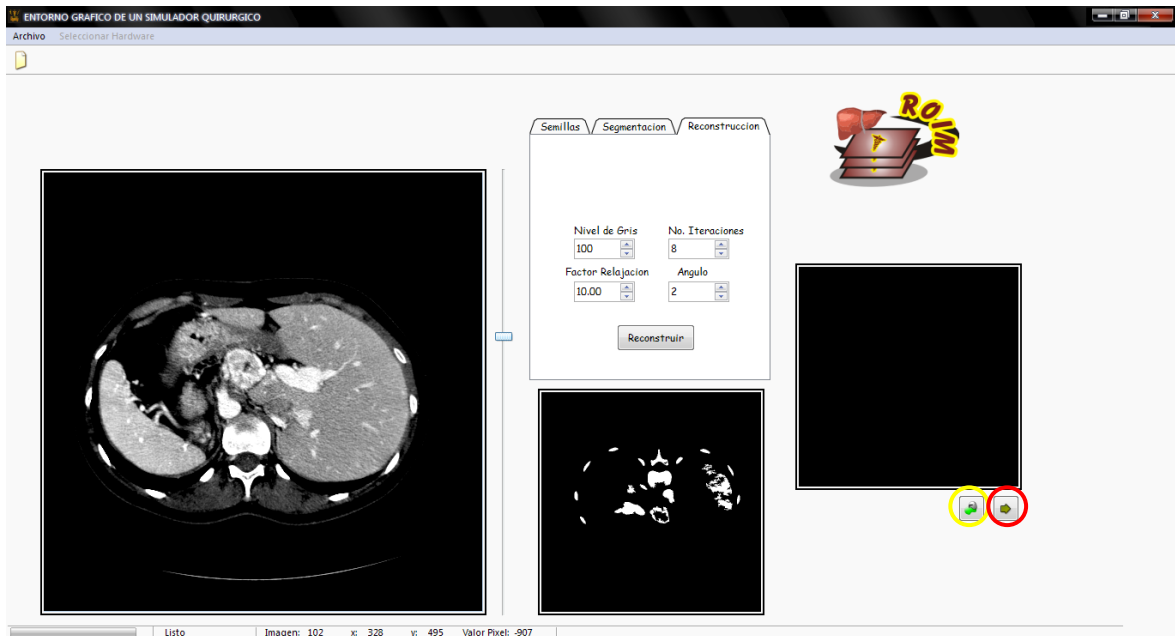 ENTORNO GRAFICO DE UN SIMULADOR QUIRURGICO
Archivo Seleccionar Hardware
ROIM
Semillas Segmentacion Reconstruccion
Nivel de Gris No. Iteraciones
100 8
Factor Relajacion Angulo
10.00 2
Reconstruir
Listo Imagen: 102 x: 328 y: 495 Valor Pixel: -907